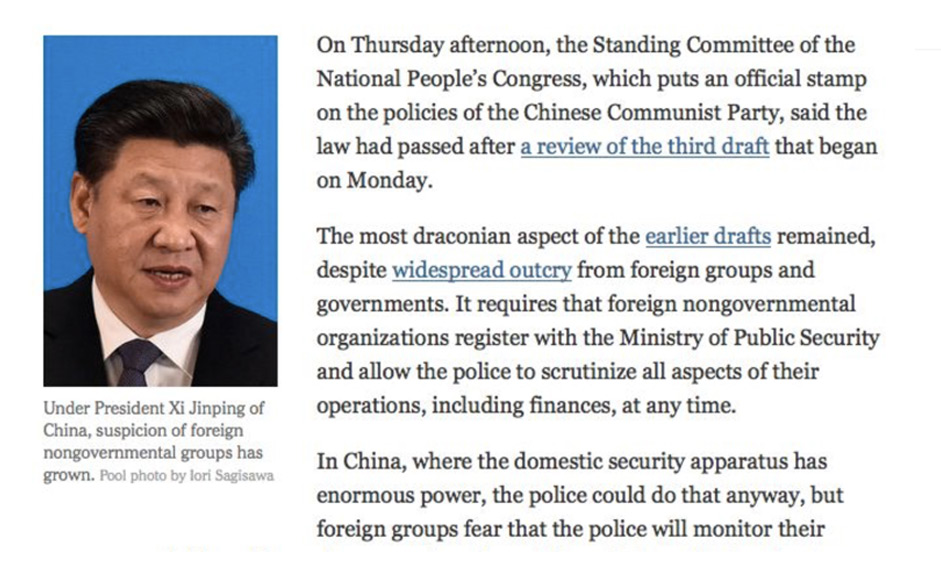 On Thursday afternoon, the Standing Committee of the
National People’s Congress, which puts an official stamp
on the policies of the Chinese Communist Party, said the
law had passed after a review of the third draft that began
on Monday.
The most draconian aspect of the earlier drafts remained,
despite widespread outcry from foreign groups and
governments. It requires that foreign nongovernmental
organizations register with the Ministry of Public Security
and allow the police to scrutinize all aspects of their
operations, including finances, at any time.
In China, where the domestic security apparatus has
enormous power, the police could do that anyway, but
foreign groups fear that the police will monitor their
Under President Xi Jinping of
China, suspicion of foreign
nongovernmental groups has
grown. Pool photo by Iori Sagisawa